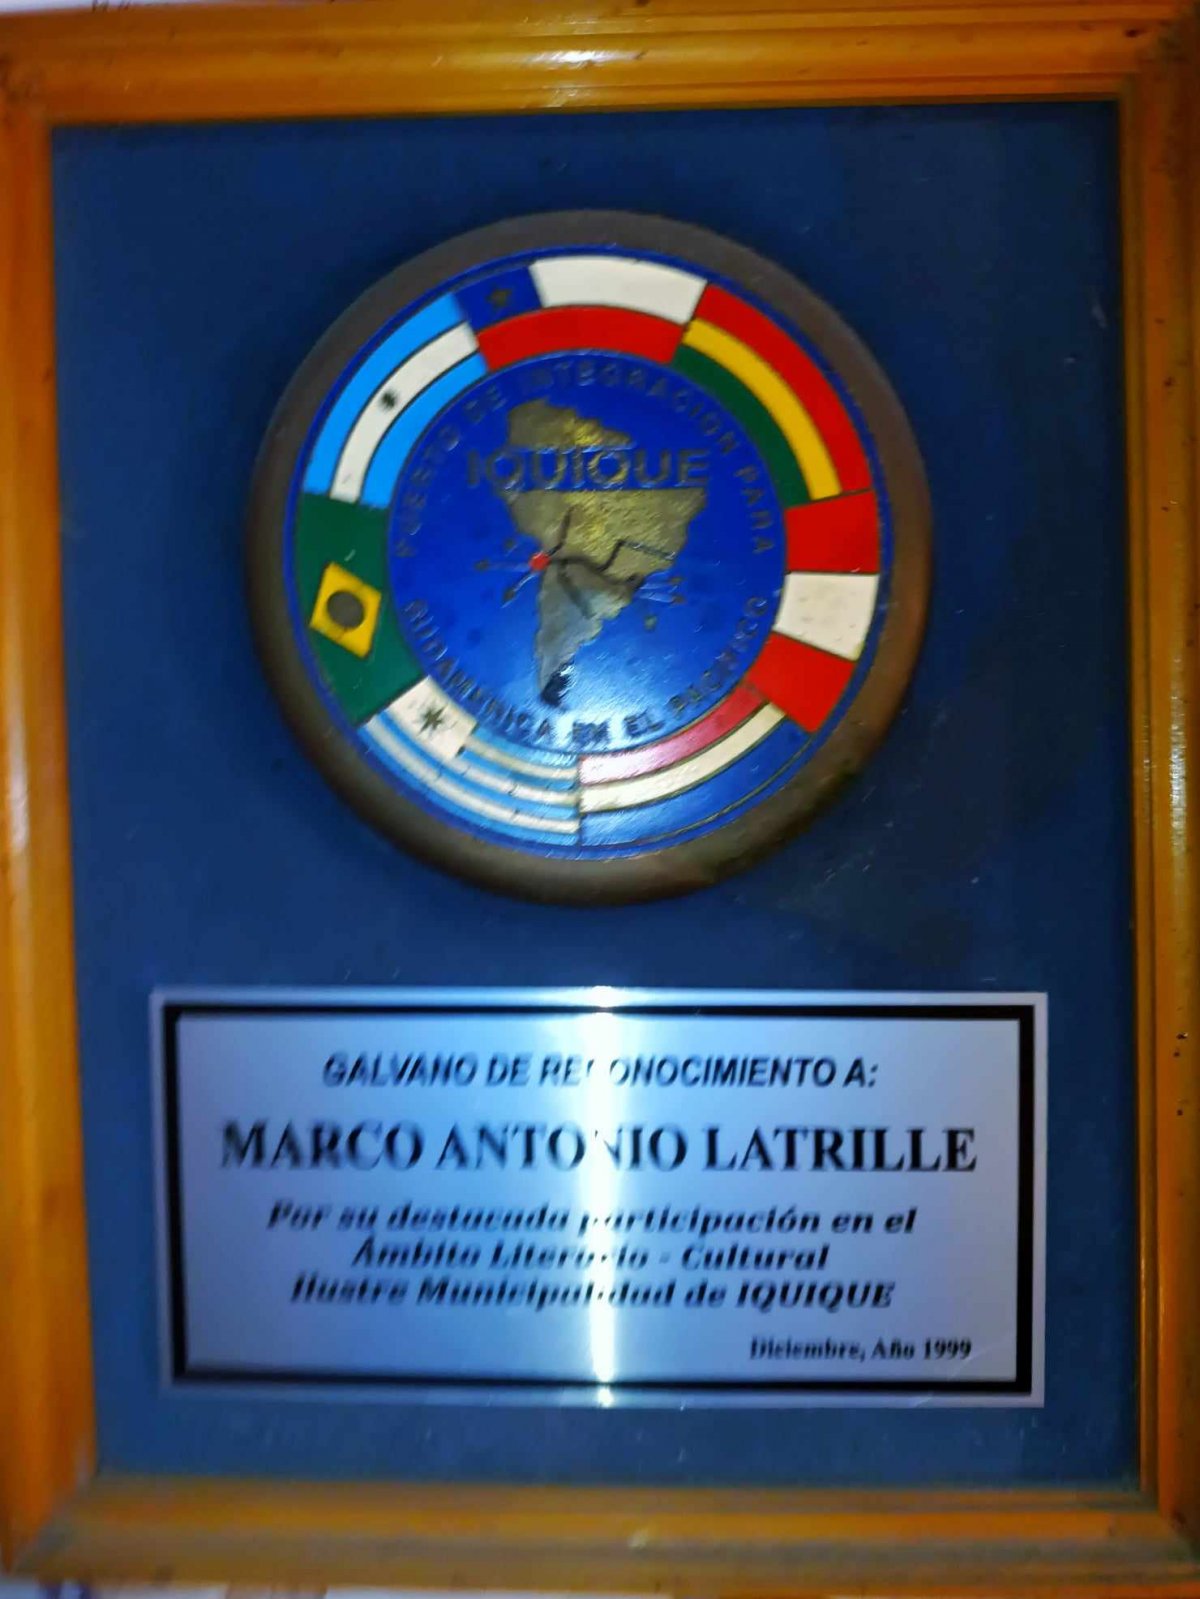 PUERTO DE INTEGRACION PARA
IQUIQUE
SUDAMERICA EN EL PACIFICO
GALVANO DE RECONOCIMIENTO A:
MARCO ANTONIO LATRILLE
Por su destacada participación en el
Ámbito Literario - Cultural
Ilustre Municipalidad de IQUIQUE
Diciembre, Año 1999